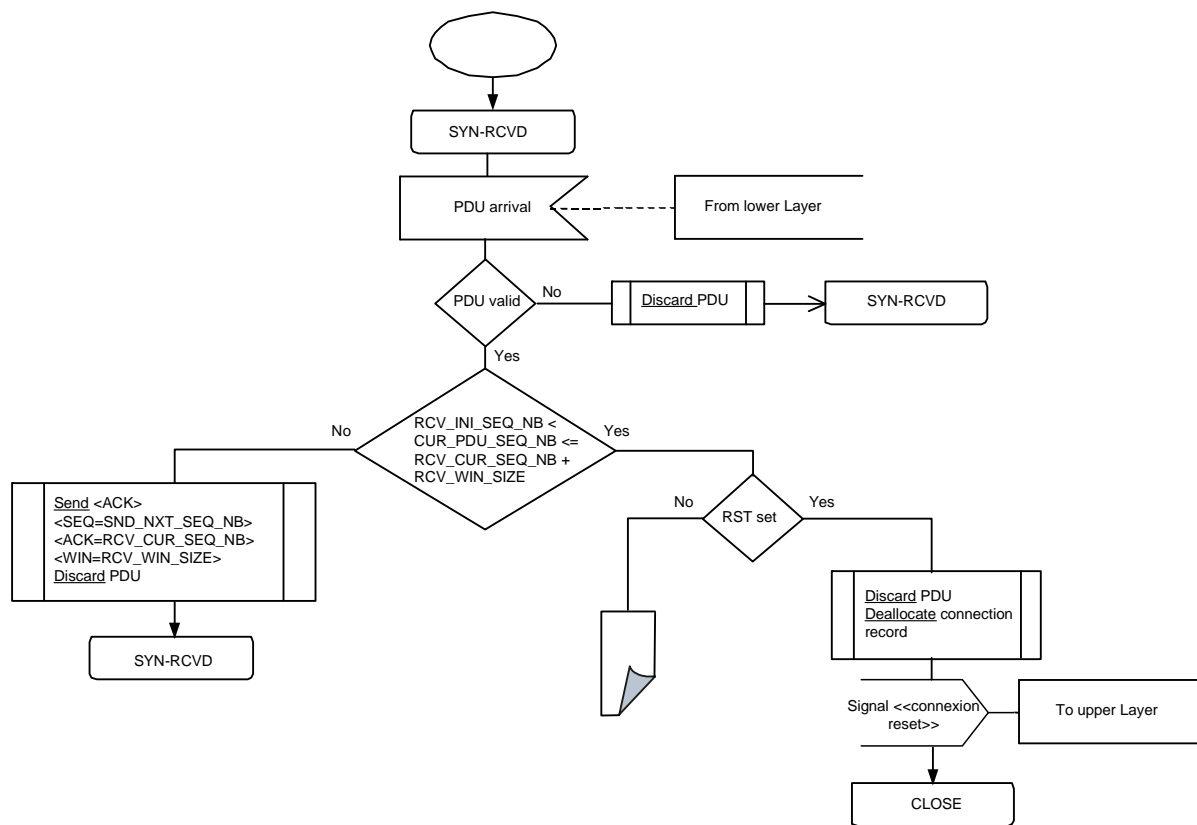 SYN-RCVD
PDU arrival
From lower Layer
PDU valid
No
Discard PDU
SYN-RCVD
Yes
RCV_INI_SEQ_NB <
CUR_PDU_SEQ_NB <=
RCV_CUR_SEQ_NB +
RCV_WIN_SIZE
No
Yes
Send <ACK>
<SEQ=SND_NXT_SEQ_NB>
<ACK=RCV_CUR_SEQ_NB>
<WIN=RCV_WIN_SIZE>
Discard PDU
SYN-RCVD
No
RST set
Yes
Discard PDU
Deallocate connection
record
Signal <<connexion
reset>>
To upper Layer
CLOSE